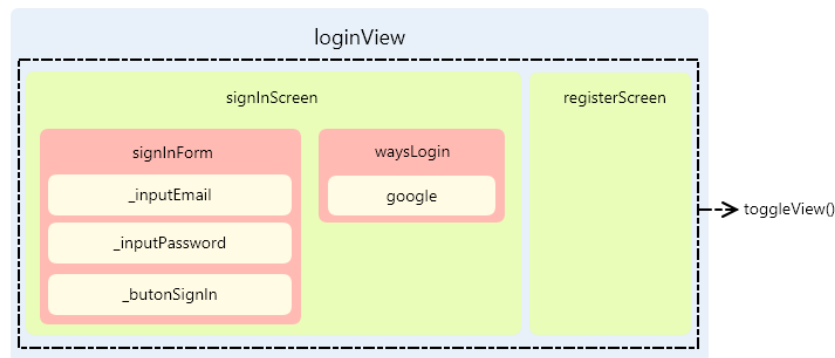 loginView
signInScreen
registerScreen
signInForm
waysLogin
_inputEmail
google
_inputPassword
_butonSignIn
toggleView()